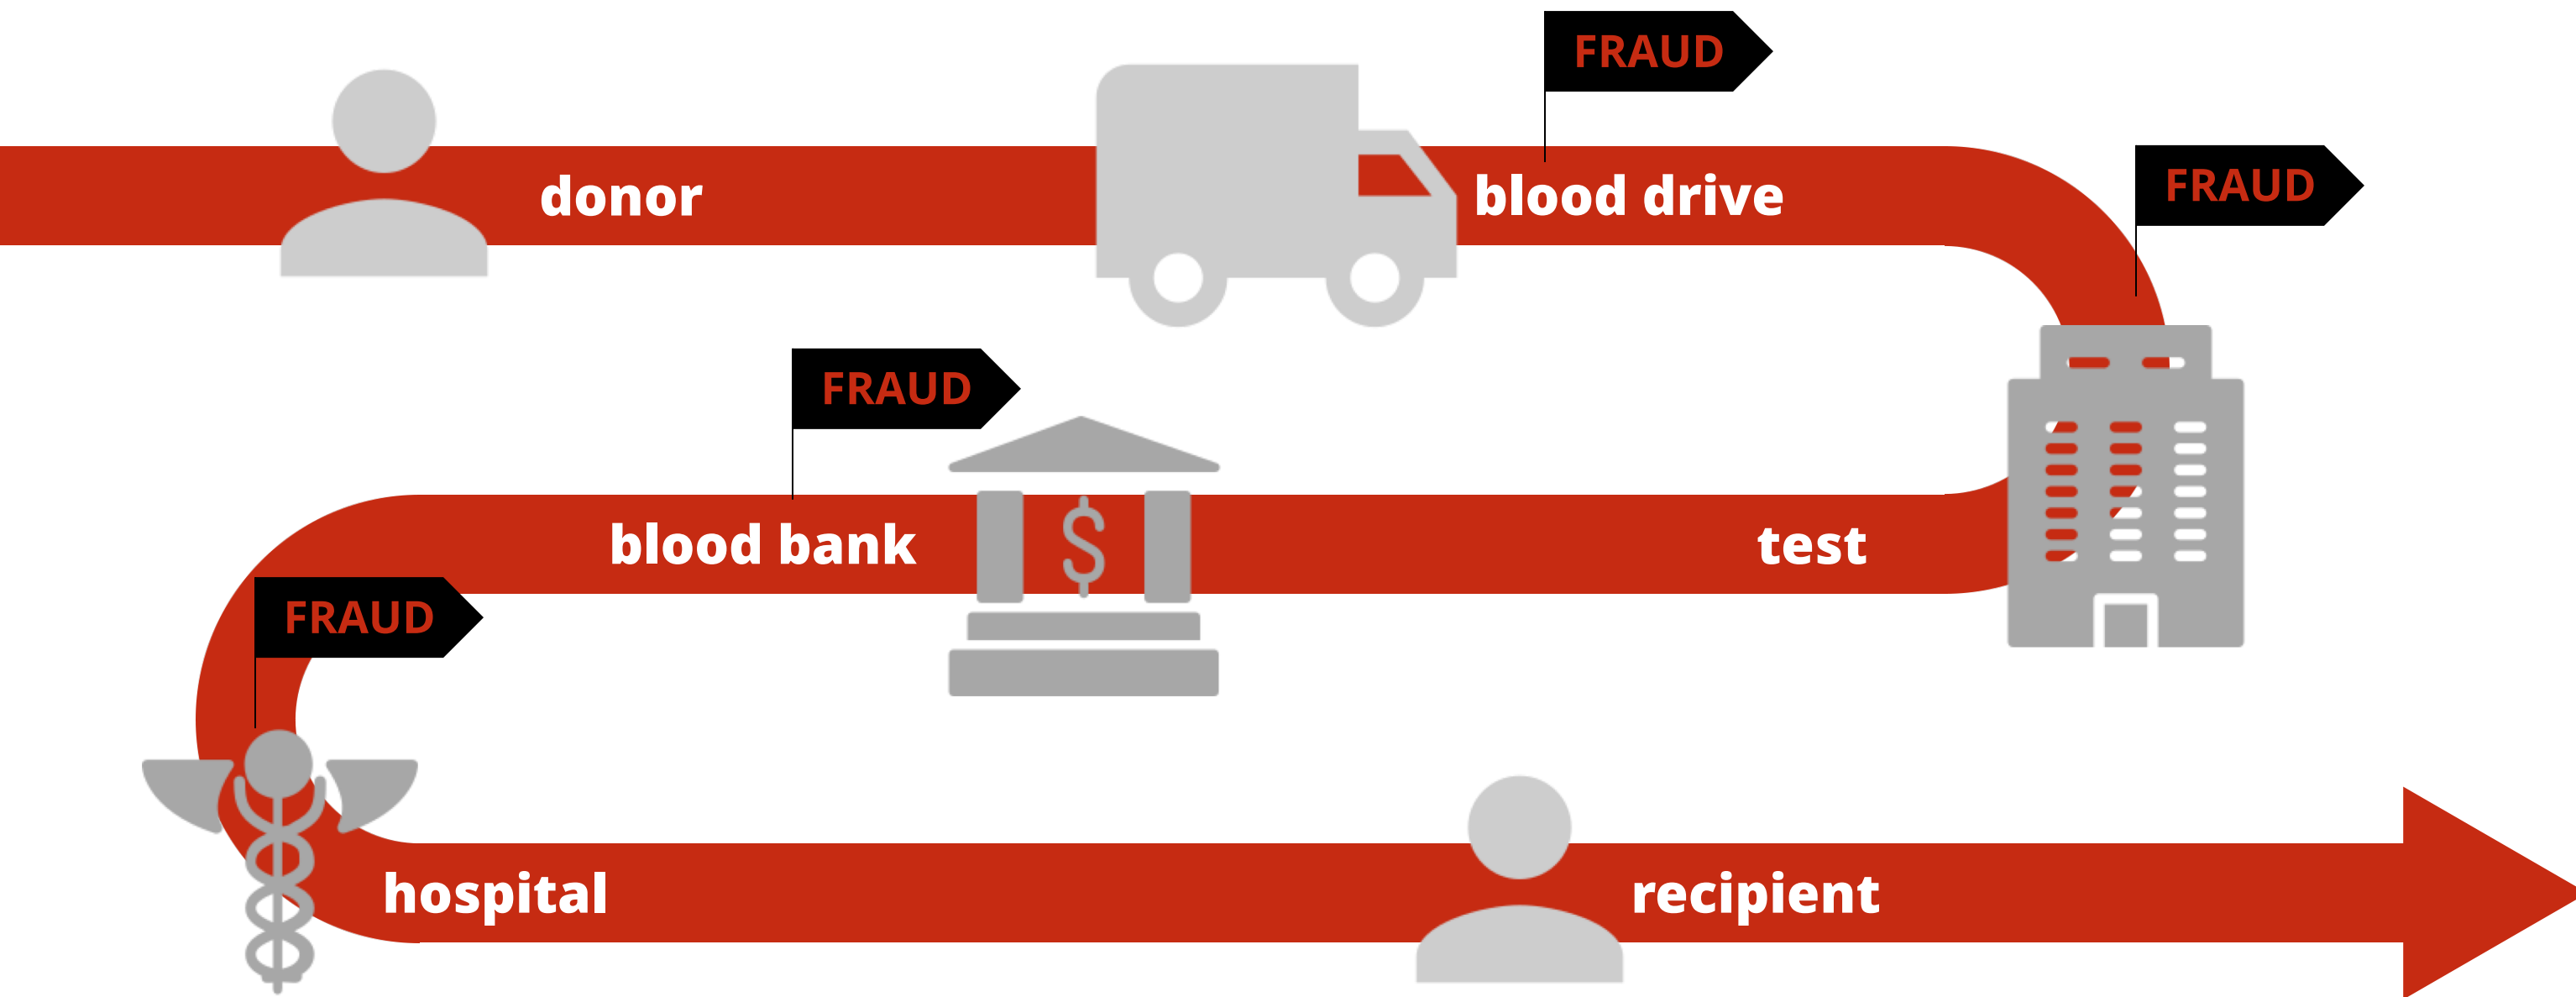 FRAUD
donor
blood drive
FRAUD
FRAUD
blood bank
$
test
FRAUD
hospital
recipient